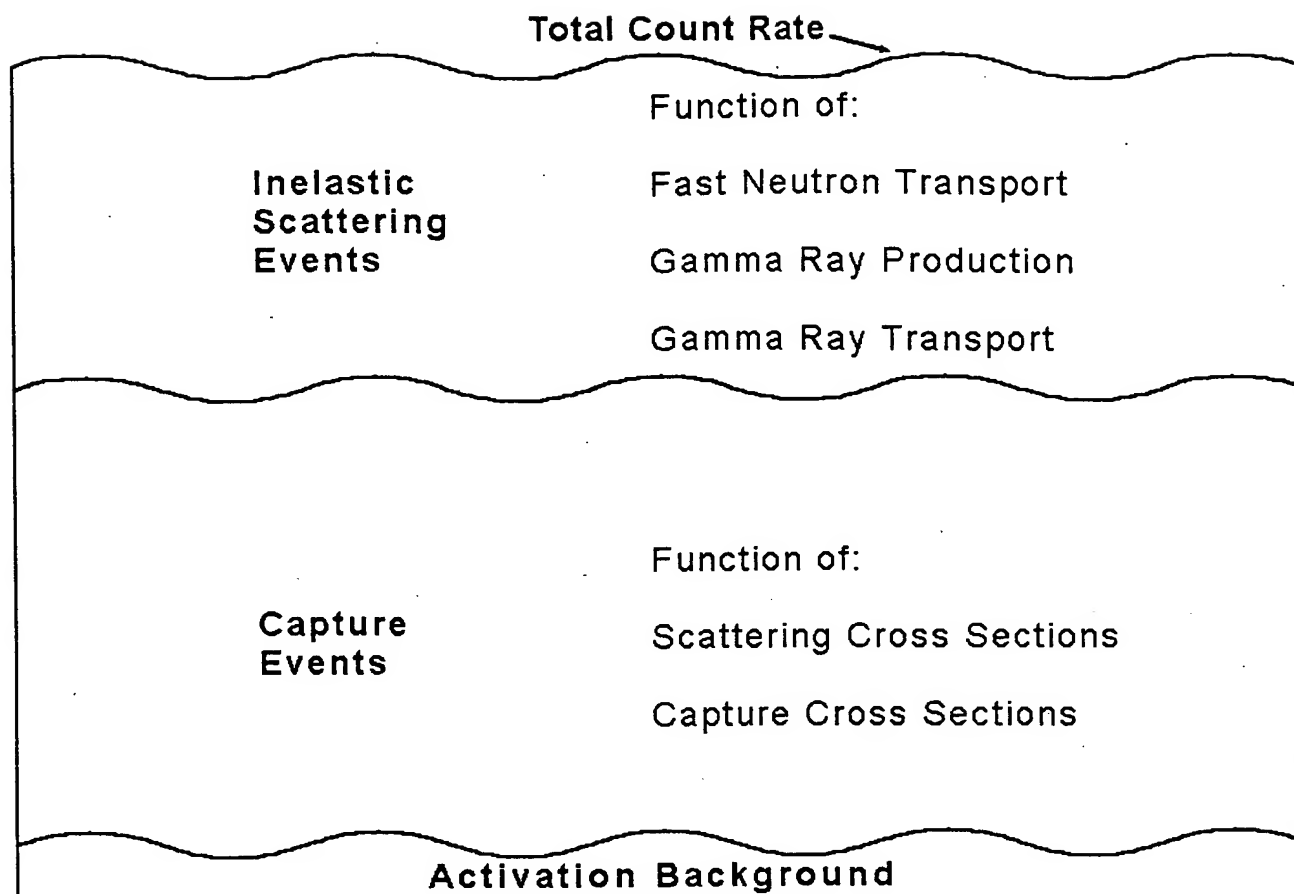 Total Count Rate
Function of:
Inelastic
Scattering
Events
Fast Neutron Transport
Gamma Ray Production
Gamma Ray Transport
Function of:
Capture
Events
Scattering Cross Sections
Capture Cross Sections
Activation Background